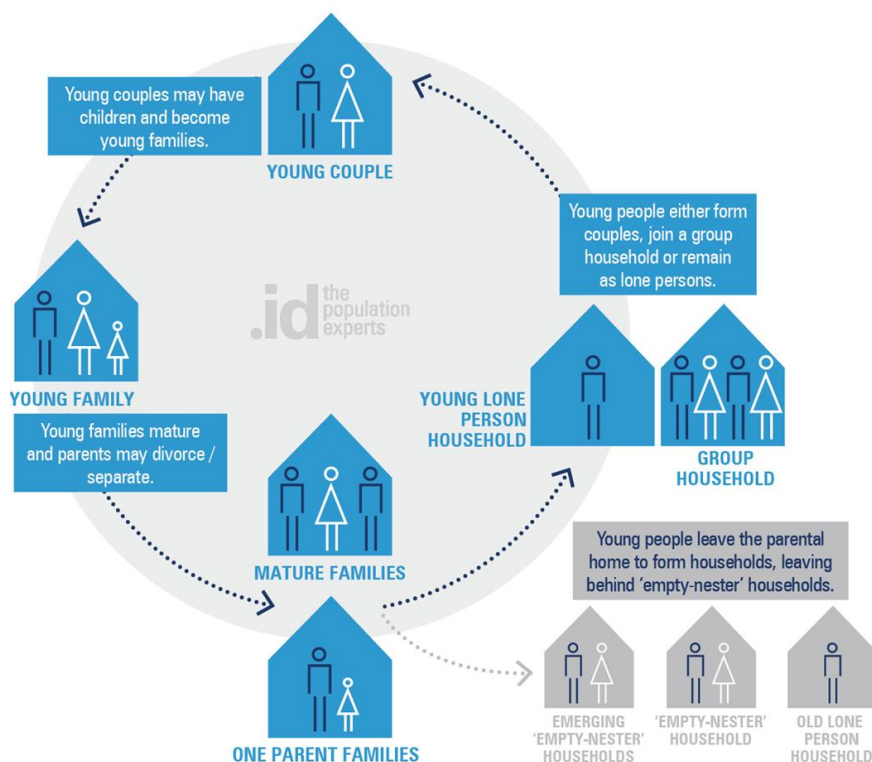 Young couples may have
children and become
young families.
YOUNG COUPLE
Young people either form
couples, join a group
household or remain
as lone persons.
.id the
population
experts
YOUNG FAMILY
YOUNG LONE
PERSON
HOUSEHOLD
GROUP
HOUSEHOLD
Young families mature
and parents may divorce /
separate.
MATURE FAMILIES
Young people leave the parental
home to form households, leaving
behind ‘empty-nester’ households.
ONE PARENT FAMILIES
EMERGING
‘EMPTY-NESTER’
HOUSEHOLDS
‘EMPTY-NESTER’
HOUSEHOLD
OLD LONE
PERSON
HOUSEHOLD